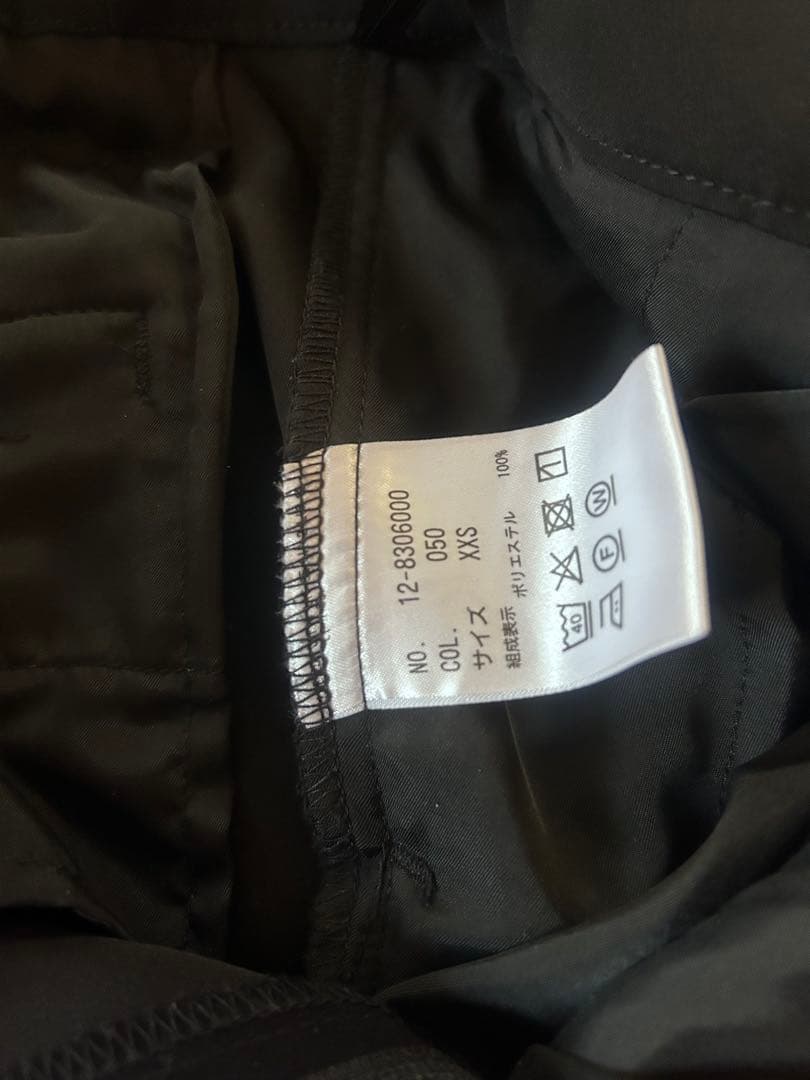 NO. 12-8306000
COL. 050
サイズ XXS
組成表示
ポリエステル 100%
40
F W